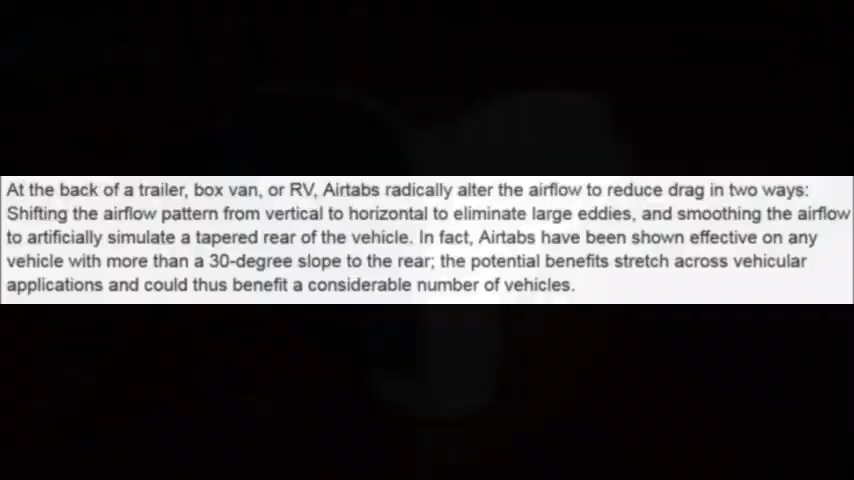 At the back of a trailer, box van, or RV, Airtabs radically alter the airflow to reduce drag in two ways:
Shifting the airflow pattern from vertical to horizontal to eliminate large eddies, and smoothing the airflow
to artificially simulate a tapered rear of the vehicle. In fact, Airtabs have been shown effective on any
vehicle with more than a 30-degree slope to the rear; the potential benefits stretch across vehicular
applications and could thus benefit a considerable number of vehicles.